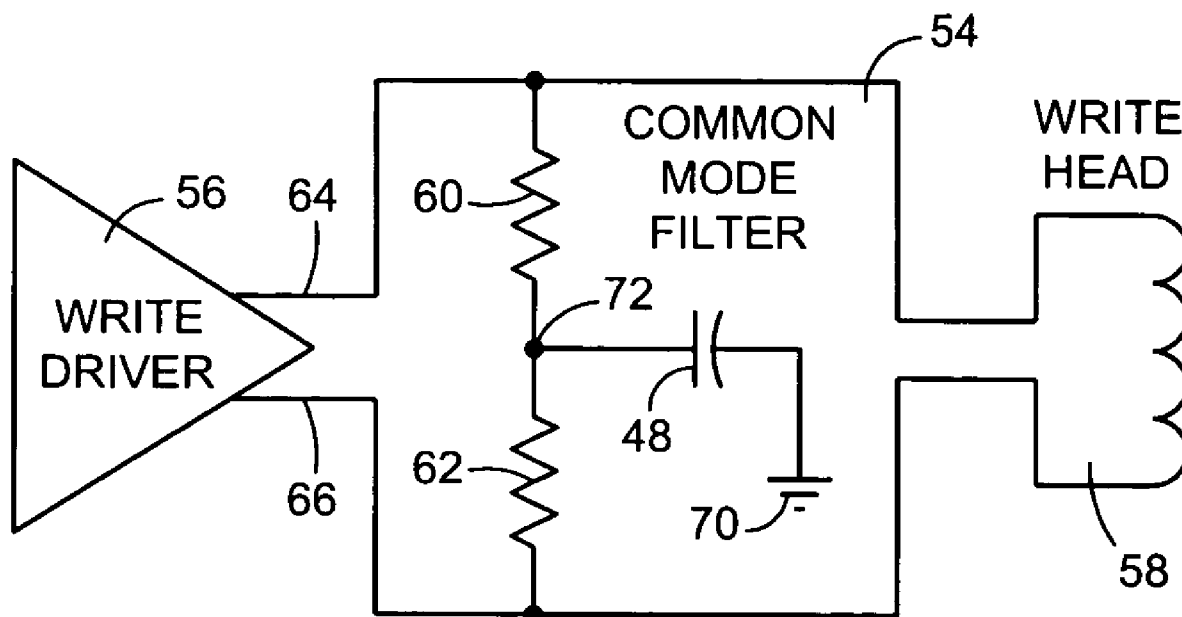 54
COMMON
MODE
FILTER
WRITE
HEAD
56
64
60
72
WRITE
DRIVER
48
62
66
70
58